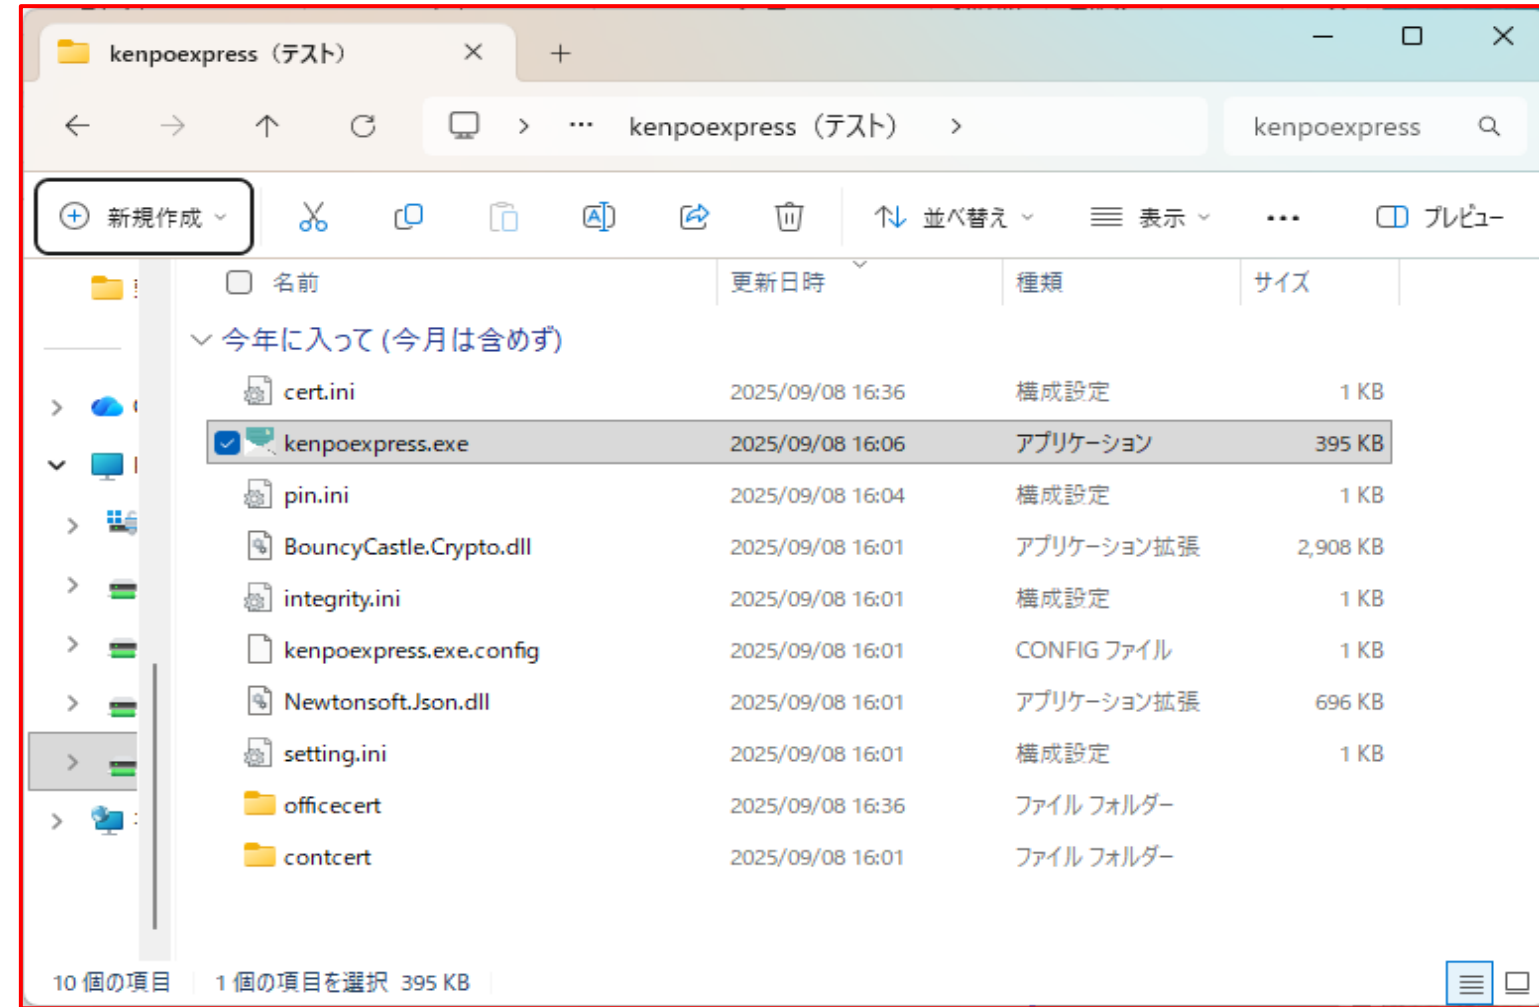 kenpoexpress（テスト）
kenpoexpress（テスト） kenpoexpress
新規作成 並べ替え 表示 プレビュー
名前 更新日時 種類 サイズ
今年に入って (今月は含めず)
cert.ini 2025/09/08 16:36 構成設定 1 KB
kenpoexpress.exe 2025/09/08 16:06 アプリケーション 395 KB
pin.ini 2025/09/08 16:04 構成設定 1 KB
BouncyCastle.Crypto.dll 2025/09/08 16:01 アプリケーション拡張 2,908 KB
integrity.ini 2025/09/08 16:01 構成設定 1 KB
kenpoexpress.exe.config 2025/09/08 16:01 CONFIG ファイル 1 KB
Newtonsoft.Json.dll 2025/09/08 16:01 アプリケーション拡張 696 KB
setting.ini 2025/09/08 16:01 構成設定 1 KB
officecert 2025/09/08 16:36 ファイル フォルダー
contcert 2025/09/08 16:01 ファイル フォルダー
10 個の項目 1 個の項目を選択 395 KB